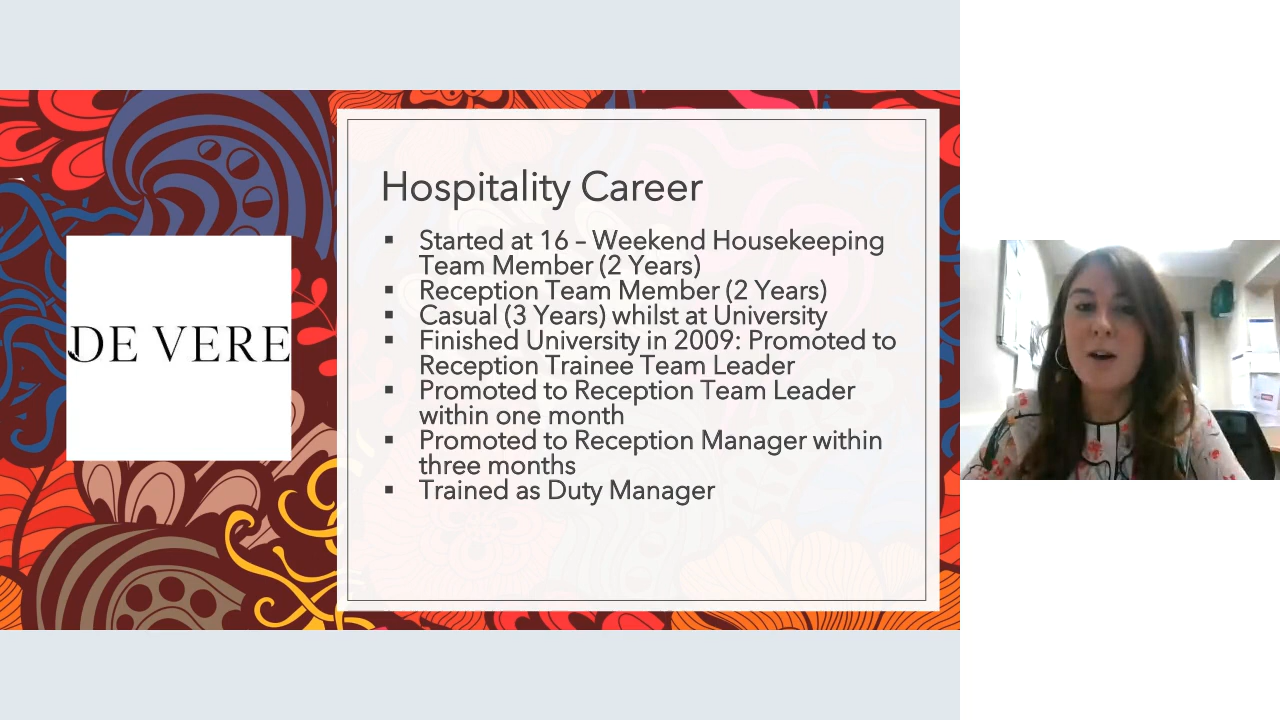 Hospitality Career
▪ Started at 16 – Weekend Housekeeping
Team Member (2 Years)
▪ Reception Team Member (2 Years)
▪ Casual (3 Years) whilst at University
▪ Finished University in 2009: Promoted to
Reception Trainee Team Leader
▪ Promoted to Reception Team Leader
within one month
▪ Promoted to Reception Manager within
three months
▪ Trained as Duty Manager
DE VERE